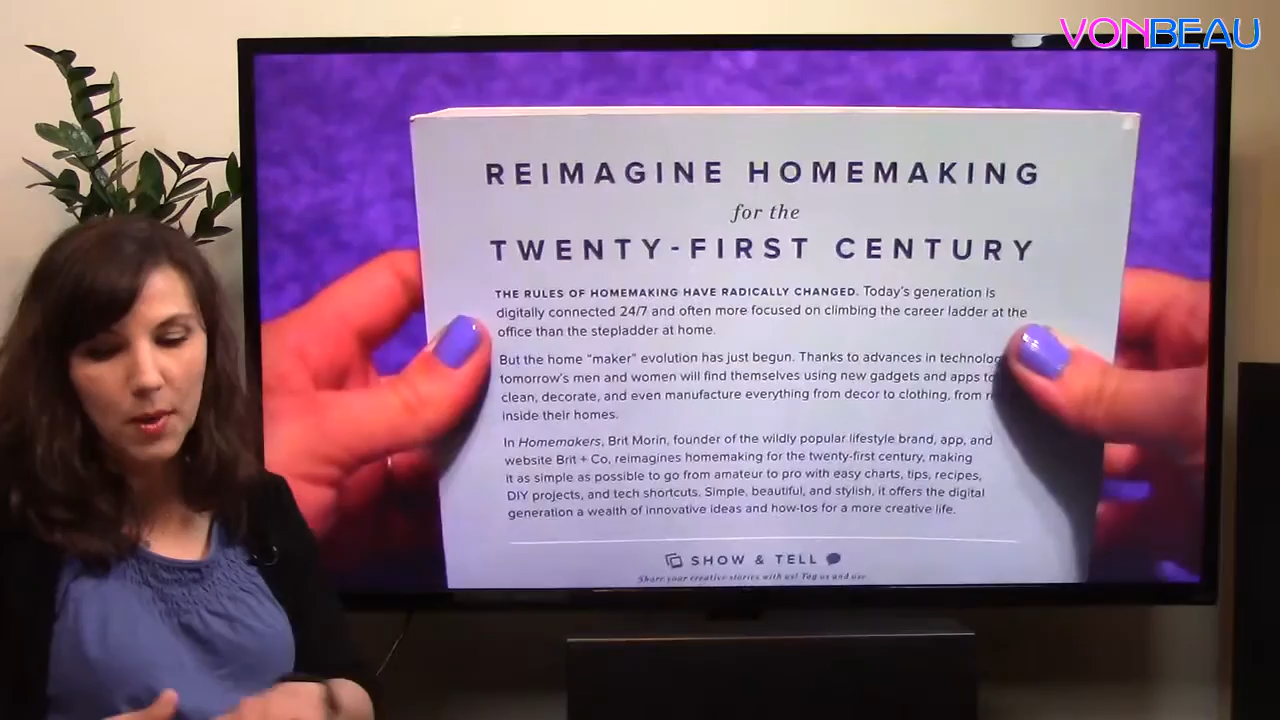 VONBEAU
REIMAGINE HOMEMAKING
for the
TWENTY-FIRST CENTURY
THE RULES OF HOMEMAKING HAVE RADICALLY CHANGED. Today's generation is
digitally connected 24/7 and often more focused on climbing the career ladder at the
office than the stepladder at home.
But the home "maker" evolution has just begun. Thanks to advances in
tomorrow's men and women will find themselves using new gadgets and apps
clean, decorate, and even manufacture everything from decor to clothing, from
inside their homes.
In Homemakers, Brit Morin, founder of the wildly popular lifestyle brand, app, and
website Brit + Co, reimagines homemaking for the twenty-first century, making
it as simple as possible to go from amateur to pro with easy charts, tips, recipes,
DIY projects, and tech shortcuts. Simple, beautiful, and stylish, it offers the digital
generation a wealth of innovative ideas and how-tos for a more creative life.
SHOW & TELL
Share your creative stories with us! Tag us and use